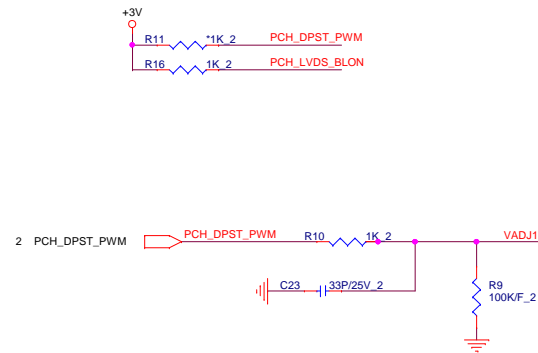 +3V
R11 *1K_2 PCH_DPST_PWM
R16 1K_2 PCH_LVDS_BLON
2 PCH_DPST_PWM PCH_DPST_PWM R10 1K_2 VADJ1
C23 33P/25V_2
R9
100K/F_2